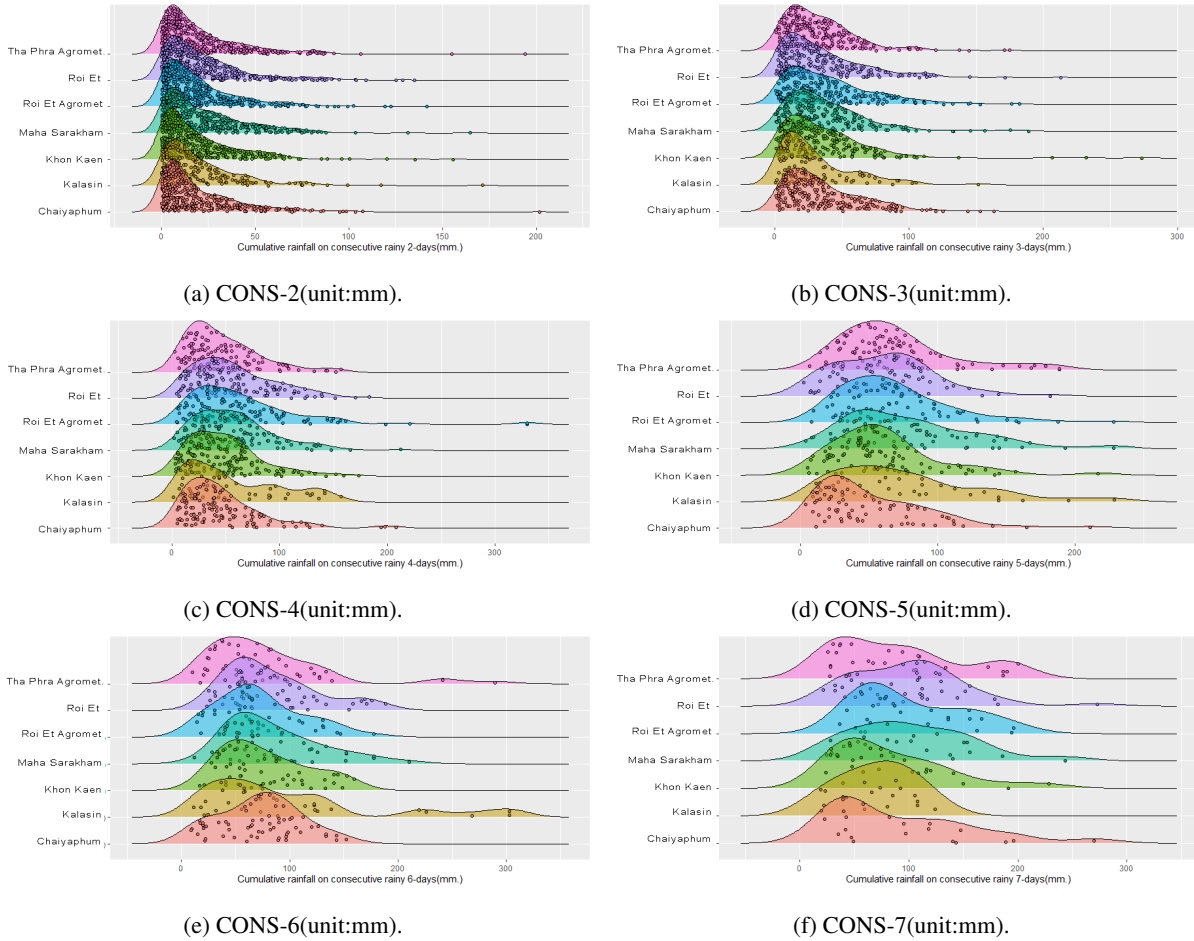 Tha Phra Agromet.
Roi Et
Roi Et Agromet
Maha Sarakham
Khon Kaen
Kalasin
Chaiyaphum
0 50 100 150 200
Cumulative rainfall on consecutive rainy 2-days(mm.)
(a) CONS-2(unit:mm).
Tha Phra Agromet.
Roi Et
Roi Et Agromet
Maha Sarakham
Khon Kaen
Kalasin
Chaiyaphum
0 100 200 300
Cumulative rainfall on consecutive rainy 3-days(mm.)
(b) CONS-3(unit:mm).
Tha Phra Agromet.
Roi Et
Roi Et Agromet
Maha Sarakham
Khon Kaen
Kalasin
Chaiyaphum
0 100 200 300
Cumulative rainfall on consecutive rainy 4-days(mm.)
(c) CONS-4(unit:mm).
Tha Phra Agromet.
Roi Et
Roi Et Agromet
Maha Sarakham
Khon Kaen
Kalasin
Chaiyaphum
0 100 200
Cumulative rainfall on consecutive rainy 5-days(mm.)
(d) CONS-5(unit:mm).
Tha Phra Agromet.
Roi Et
Roi Et Agromet
Maha Sarakham
Khon Kaen
Kalasin
Chaiyaphum
0 100 200 300
Cumulative rainfall on consecutive rainy 6-days(mm.)
(e) CONS-6(unit:mm).
Tha Phra Agromet.
Roi Et
Roi Et Agromet
Maha Sarakham
Khon Kaen
Kalasin
Chaiyaphum
0 100 200 300
Cumulative rainfall on consecutive rainy 7-days(mm.)
(f) CONS-7(unit:mm).